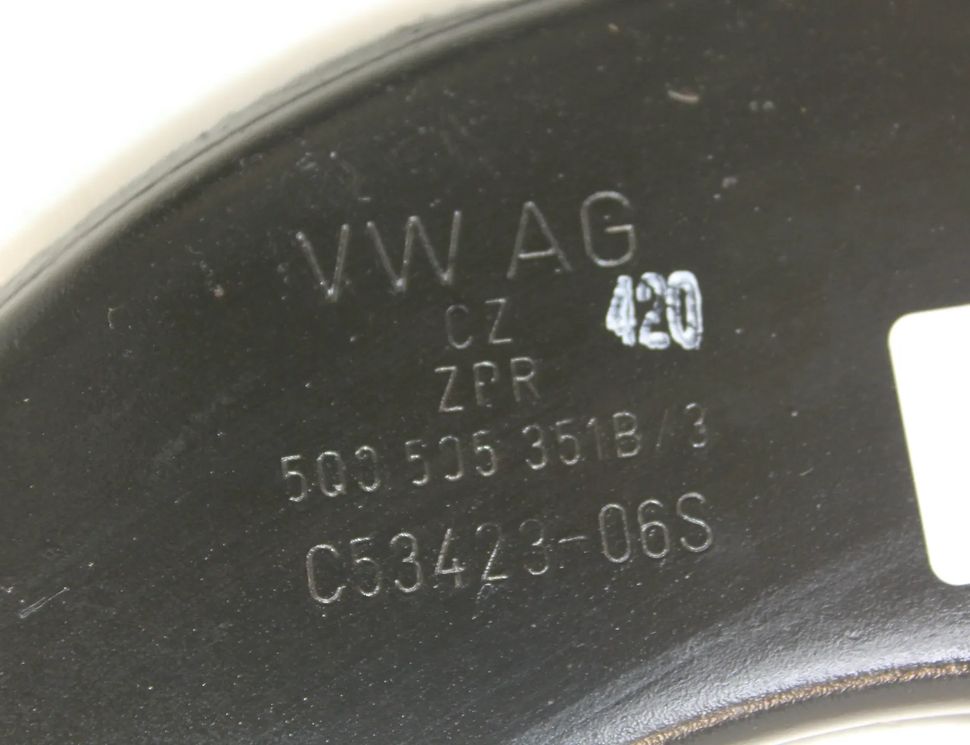 VW AG
CZ 420
ZPR
5Q0 505 351B/3
C53423-06S